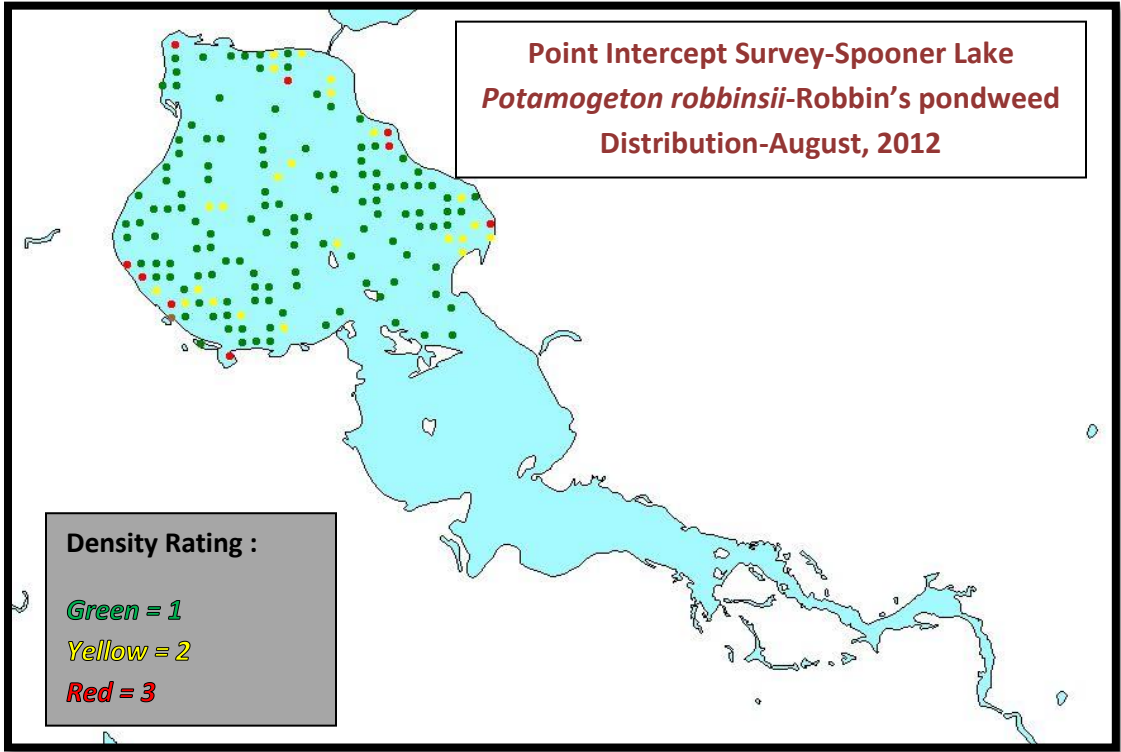 Point Intercept Survey-Spooner Lake
Potamogeton robbinsii-Robbin's pondweed
Distribution-August, 2012
Density Rating :
Green = 1
Yellow = 2
Red = 3